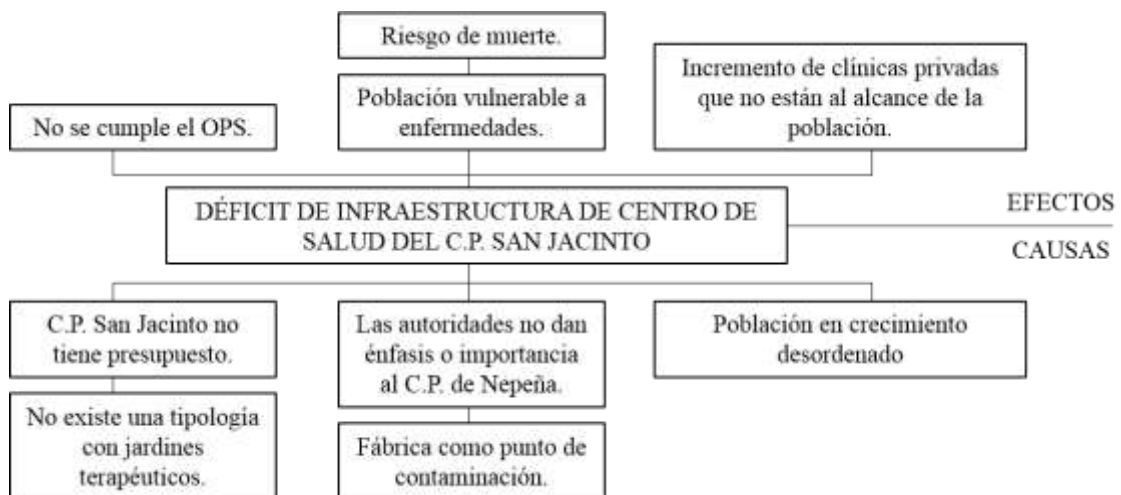 Riesgo de muerte.
No se cumple el OPS.
Población vulnerable a
enfermedades.
Incremento de clínicas privadas
que no están al alcance de la
población.
DÉFICIT DE INFRAESTRUCTURA DE CENTRO DE
SALUD DEL C.P. SAN JACINTO
EFECTOS
CAUSAS
C.P. San Jacinto no
tiene presupuesto.
Las autoridades no dan
énfasis o importancia
al C.P. de Nepeña.
Población en crecimiento
desordenado
No existe una tipología
con jardines
terapéuticos.
Fábrica como punto de
contaminación.